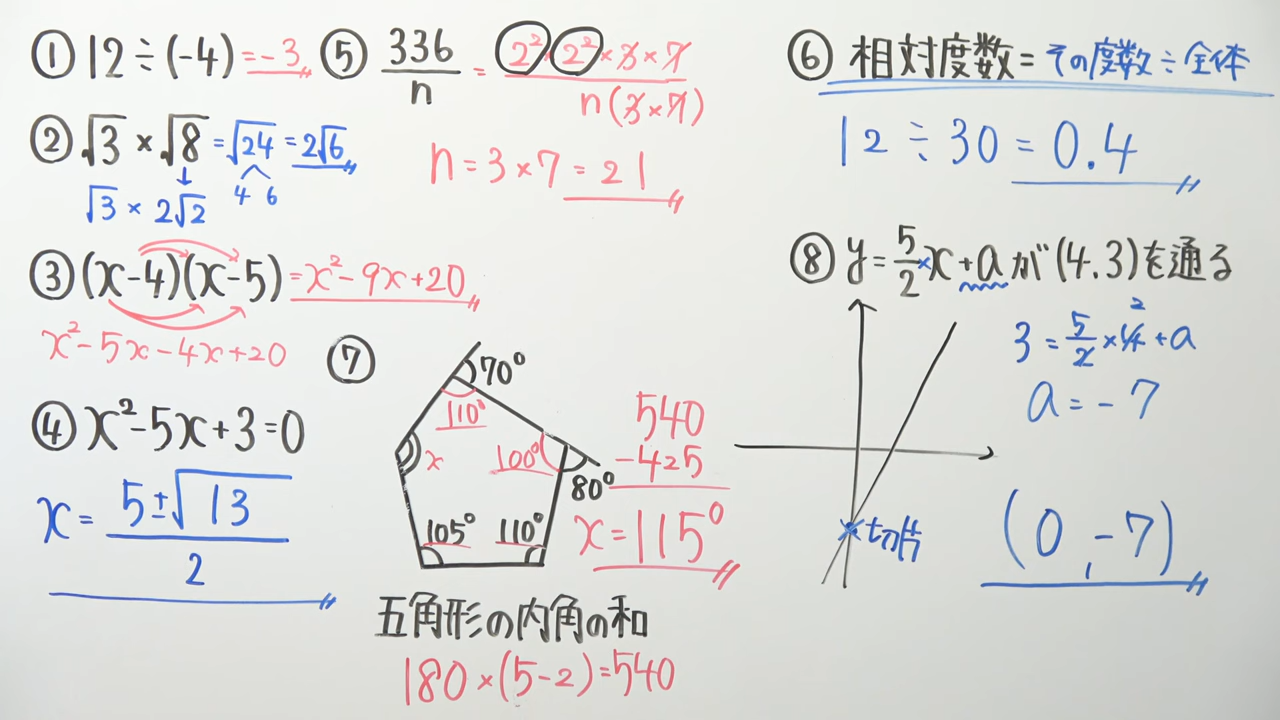 ① 12÷(-4)=-3
② √3×√8=√24=2√6
4 6
√3×2√2
③ (x-4)(x-5)=x²-9x+20
x²-5x-4x+20
④ x²-5x+3=0
x=(5±√13)/2
⑤ 336/n=(2²×2²×3×7)/(n(3×7))
n=3×7=21
⑦
70°
110°
x
100°
80°
105°
110°
540
-425
x=115°
五角形の内角の和
180×(5-2)=540
⑥ 相対度数=その度数÷全体
12÷30=0.4
⑧ y=5/2x+aが(4.3)を通る
×
2
3=5/2×4+a
a=-7
切片
(0,-7)